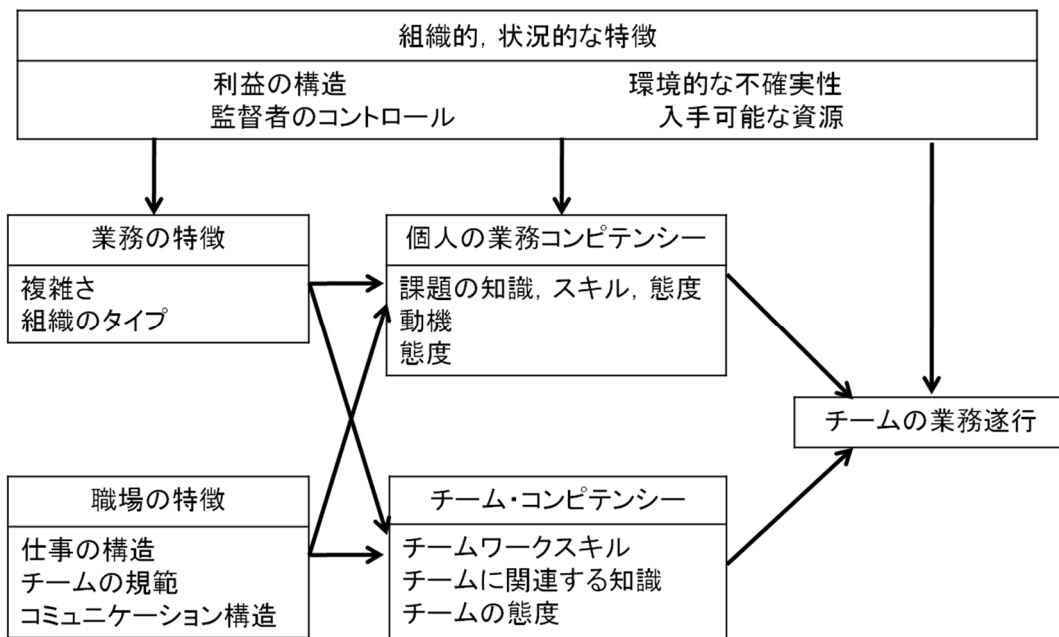 組織的，状況的な特徴
利益の構造
環境的な不確実性
監督者のコントロール
入手可能な資源
業務の特徴
複雑さ
組織のタイプ
個人の業務コンピテンシー
課題の知識，スキル，態度
動機
態度
チームの業務遂行
職場の特徴
仕事の構造
チームの規範
コミュニケーション構造
チーム・コンピテンシー
チームワークスキル
チームに関連する知識
チームの態度